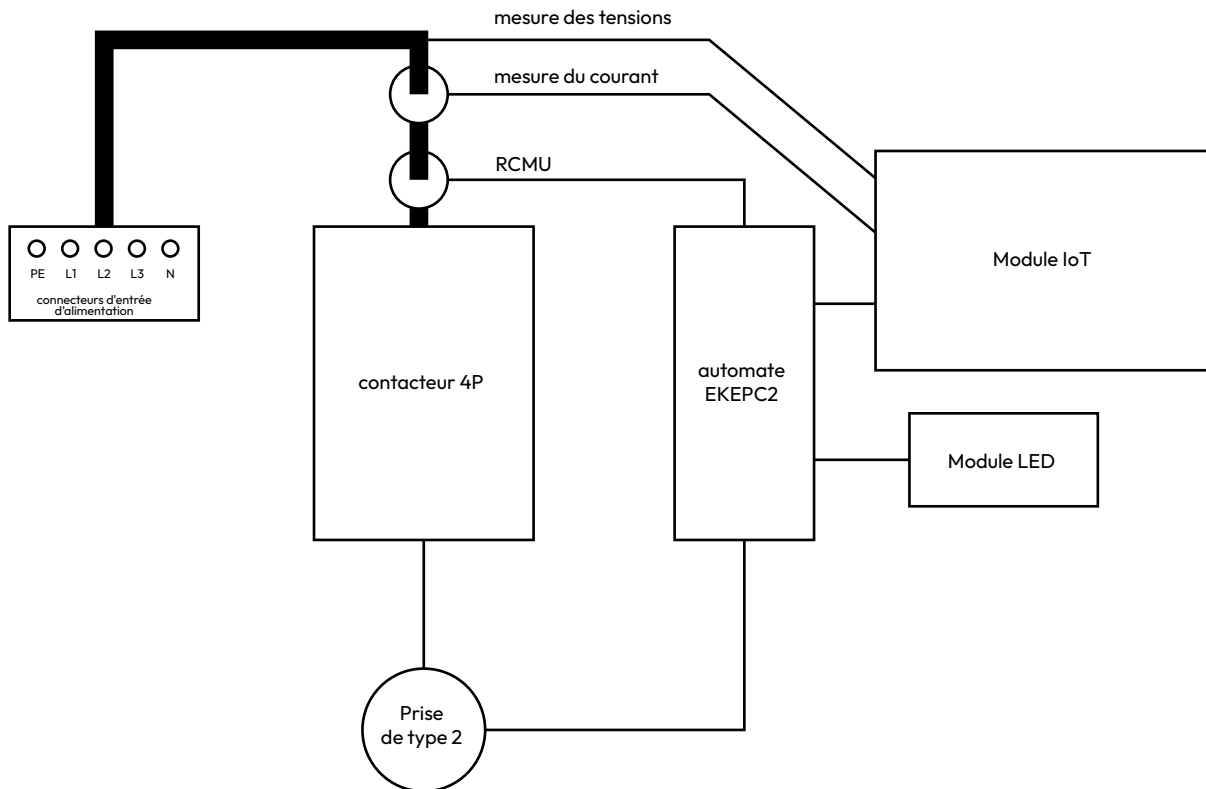 mesure des tensions
mesure du courant
RCMU
PE L1 L2 L3 N
connecteurs d'entrée
d'alimentation
Module IoT
contacteur 4P
automate
EKEPC2
Module LED
Prise
de type 2